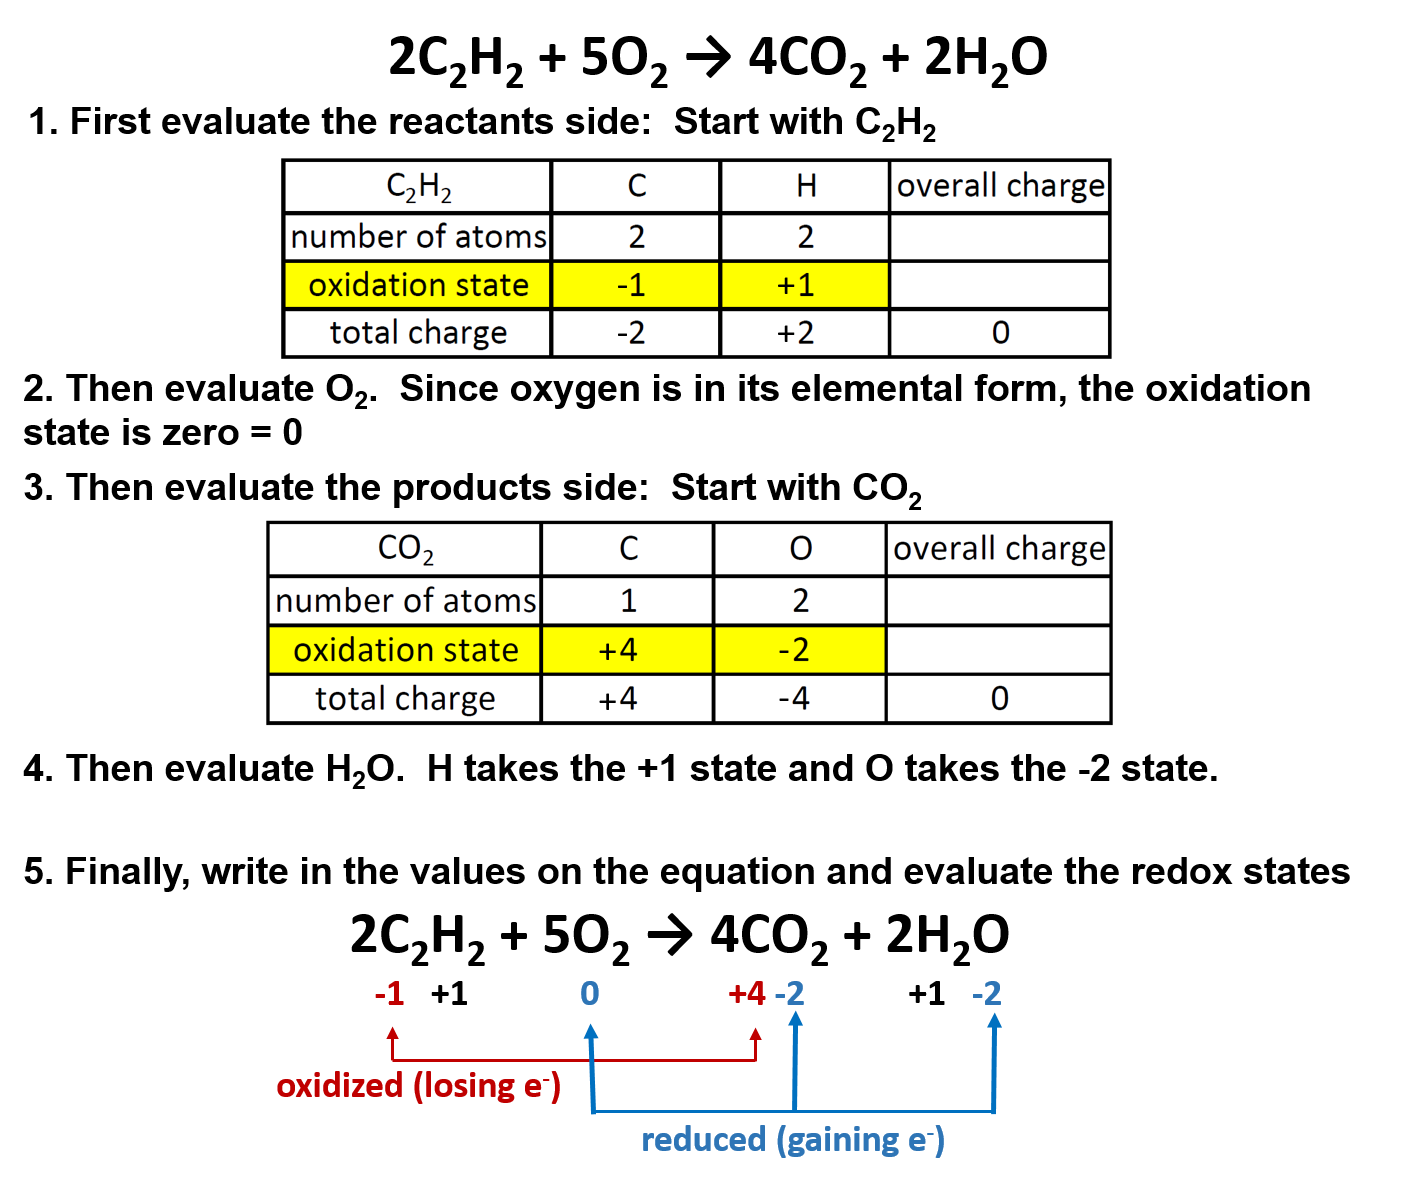 2C₂H₂ + 5O₂ → 4CO₂ + 2H₂O
1. First evaluate the reactants side: Start with C₂H₂
C₂H₂ C H overall charge
number of atoms 2 2
oxidation state -1 +1
total charge -2 +2 0
2. Then evaluate O₂. Since oxygen is in its elemental form, the oxidation
state is zero = 0
3. Then evaluate the products side: Start with CO₂
CO₂ C O overall charge
number of atoms 1 2
oxidation state +4 -2
total charge +4 -4 0
4. Then evaluate H₂O. H takes the +1 state and O takes the -2 state.
5. Finally, write in the values on the equation and evaluate the redox states
2C₂H₂ + 5O₂ → 4CO₂ + 2H₂O
-1 +1 0 +4 -2 +1 -2
oxidized (losing e⁻)
reduced (gaining e⁻)